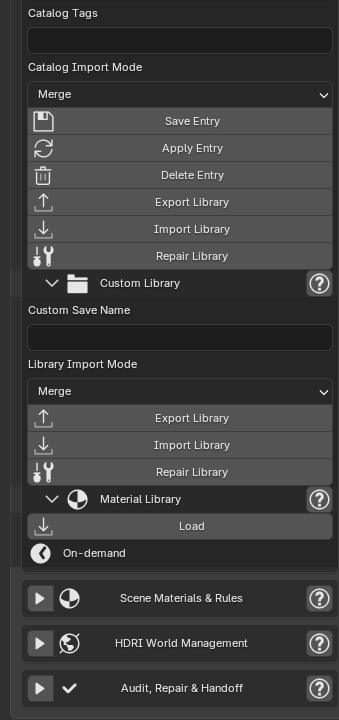 Catalog Tags
Catalog Import Mode
Merge
Save Entry
Apply Entry
Delete Entry
Export Library
Import Library
Repair Library
Custom Library
?
Custom Save Name
Library Import Mode
Merge
Export Library
Import Library
Repair Library
Material Library
?
Load
On-demand
Scene Materials & Rules
?
HDRI World Management
?
Audit, Repair & Handoff
?